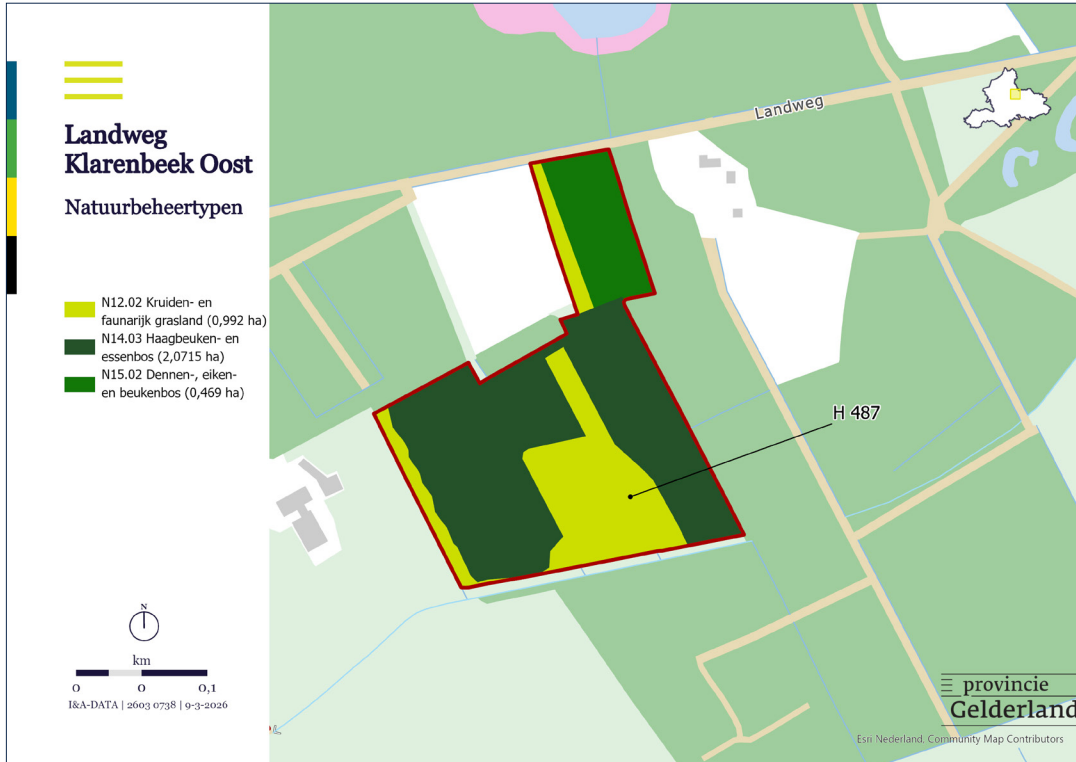 Landweg
Klarenbeek Oost
Natuurbeheertypen
N12.02 Kruiden- en
faunarijk grasland (0,992 ha)
N14.03 Haagbeuken- en
essenbos (2,0715 ha)
N15.02 Dennen-, eiken-
en beukenbos (0,469 ha)
N
km
0 0 0,1
I&A-DATA | 2603 0738 | 9-3-2026
Landweg
H 487
provincie
Gelderland
Esri Nederland, Community Map Contributors